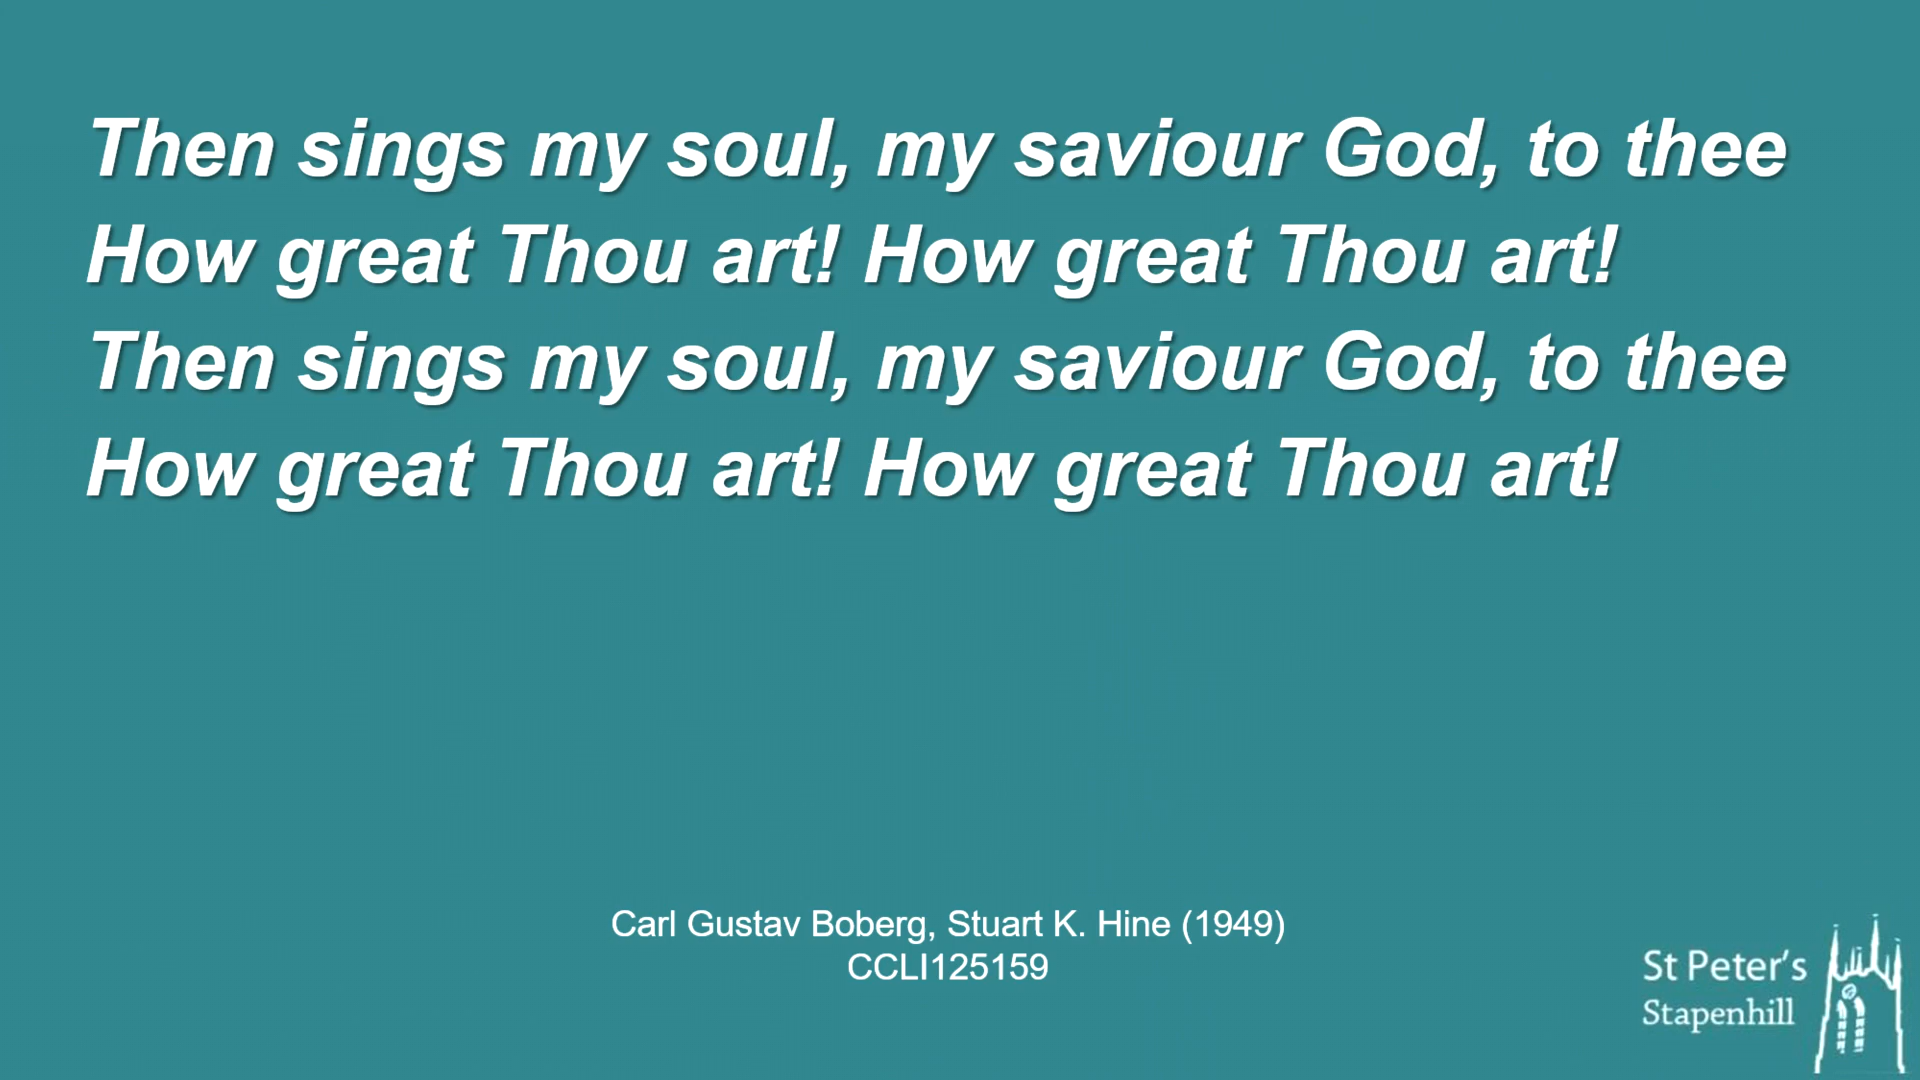 Then sings my soul, my saviour God, to thee
How great Thou art! How great Thou art!
Then sings my soul, my saviour God, to thee
How great Thou art! How great Thou art!
Carl Gustav Boberg, Stuart K. Hine (1949)
CCLI125159
St Peter's
Stapenhill